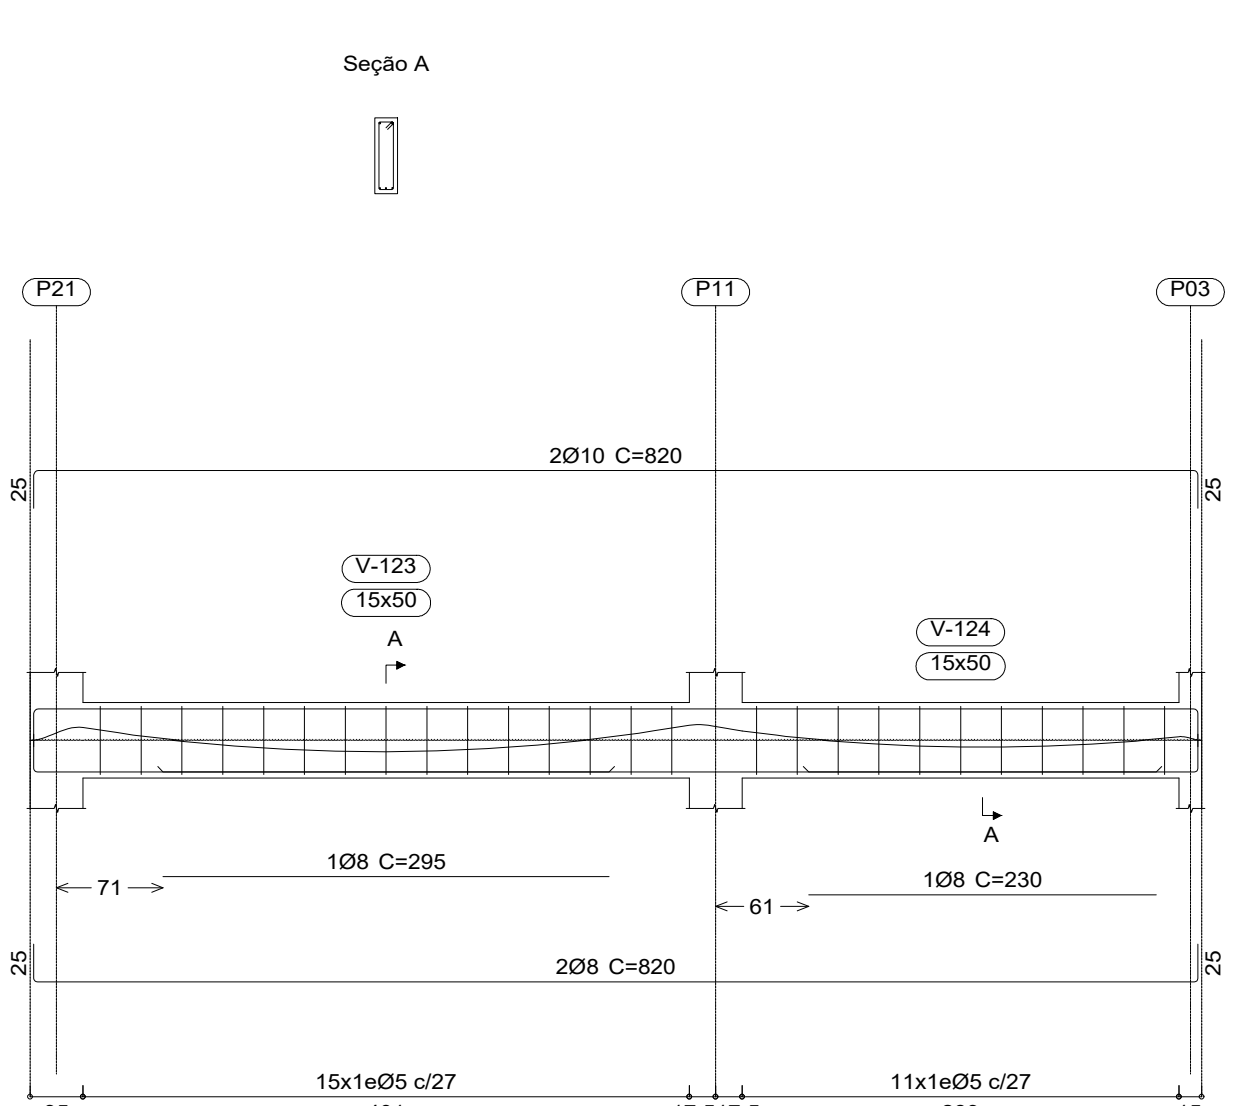 Seção A
P21
P11
P03
2Ø10 C=820
25
25
V-123
15x50
A
V-124
15x50
A
1Ø8 C=295
71
1Ø8 C=230
61
25
2Ø8 C=820
25
15x1eØ5 c/27
11x1eØ5 c/27